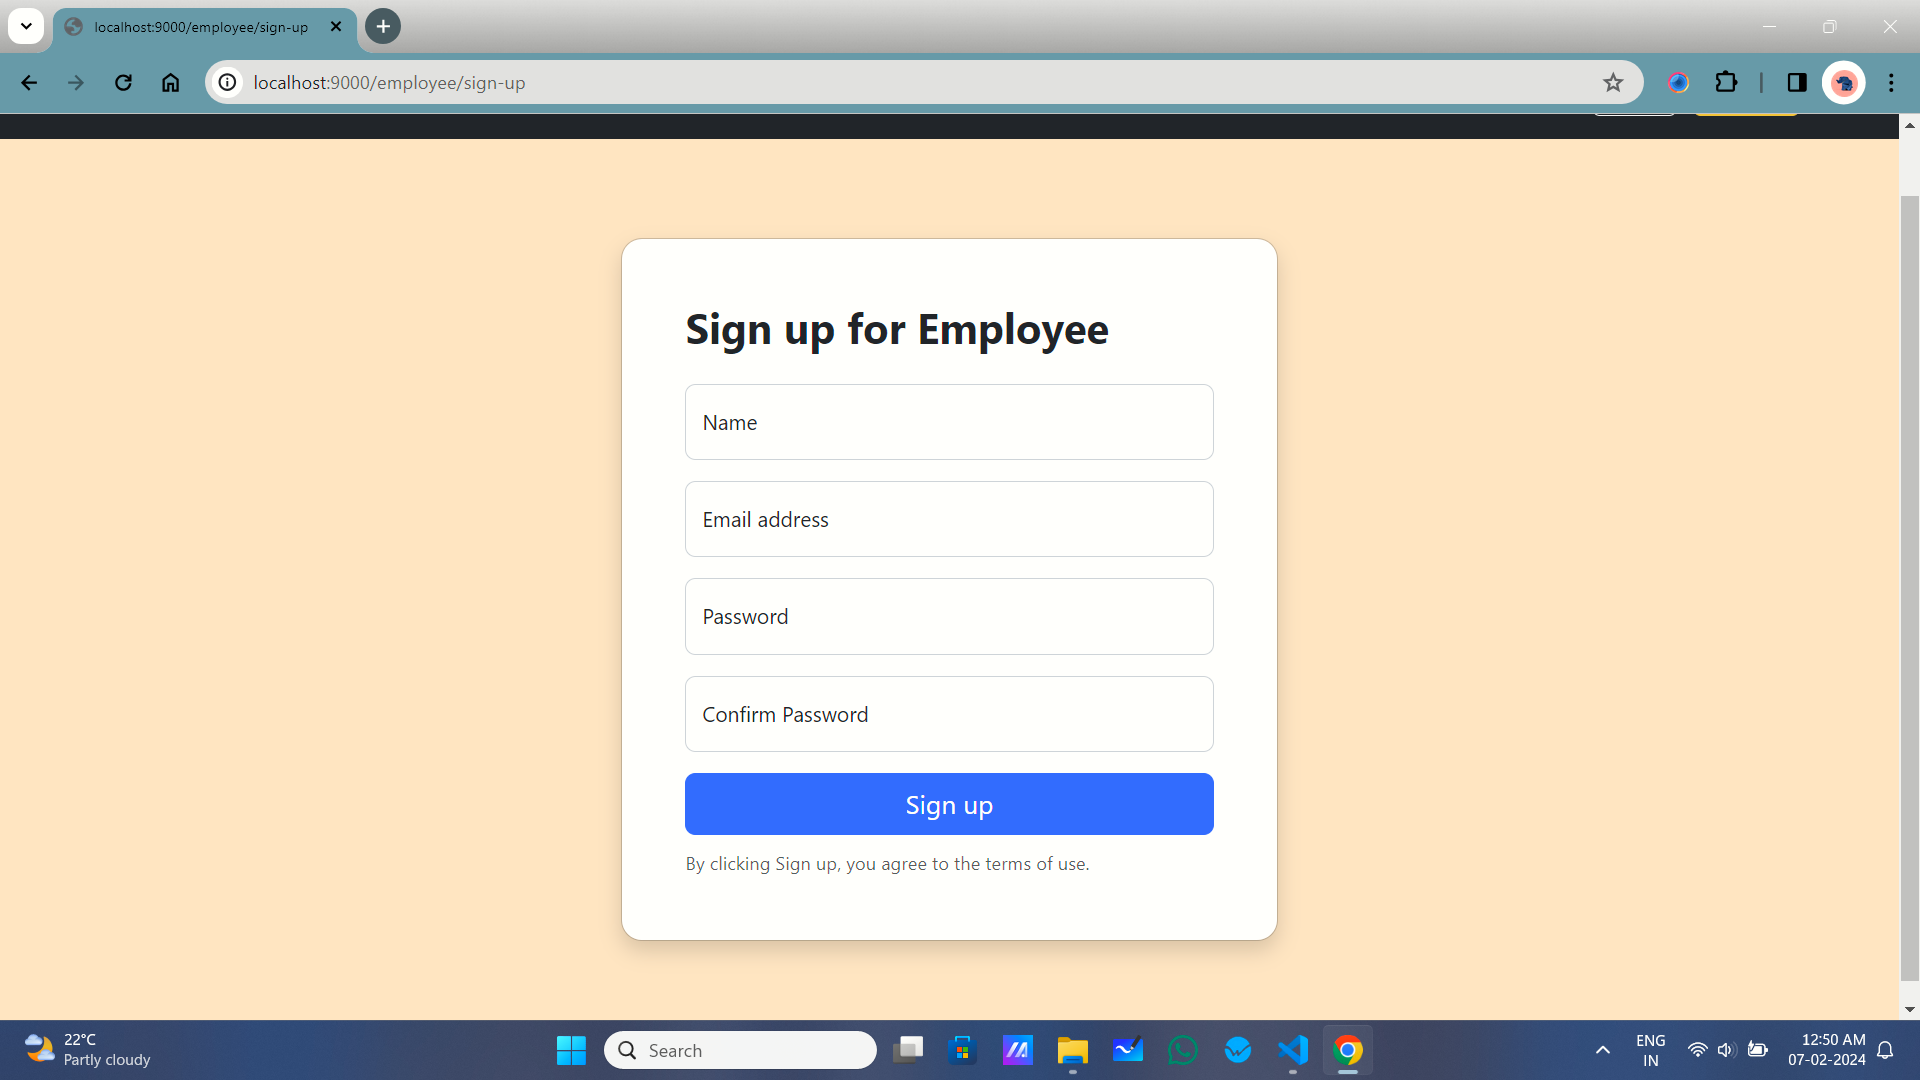 localhost:9000/employee/sign-up
localhost:9000/employee/sign-up
Sign up for Employee
Name
Email address
Password
Confirm Password
Sign up
By clicking Sign up, you agree to the terms of use.
22°C
Partly cloudy
Search
ENG
IN
12:50 AM
07-02-2024